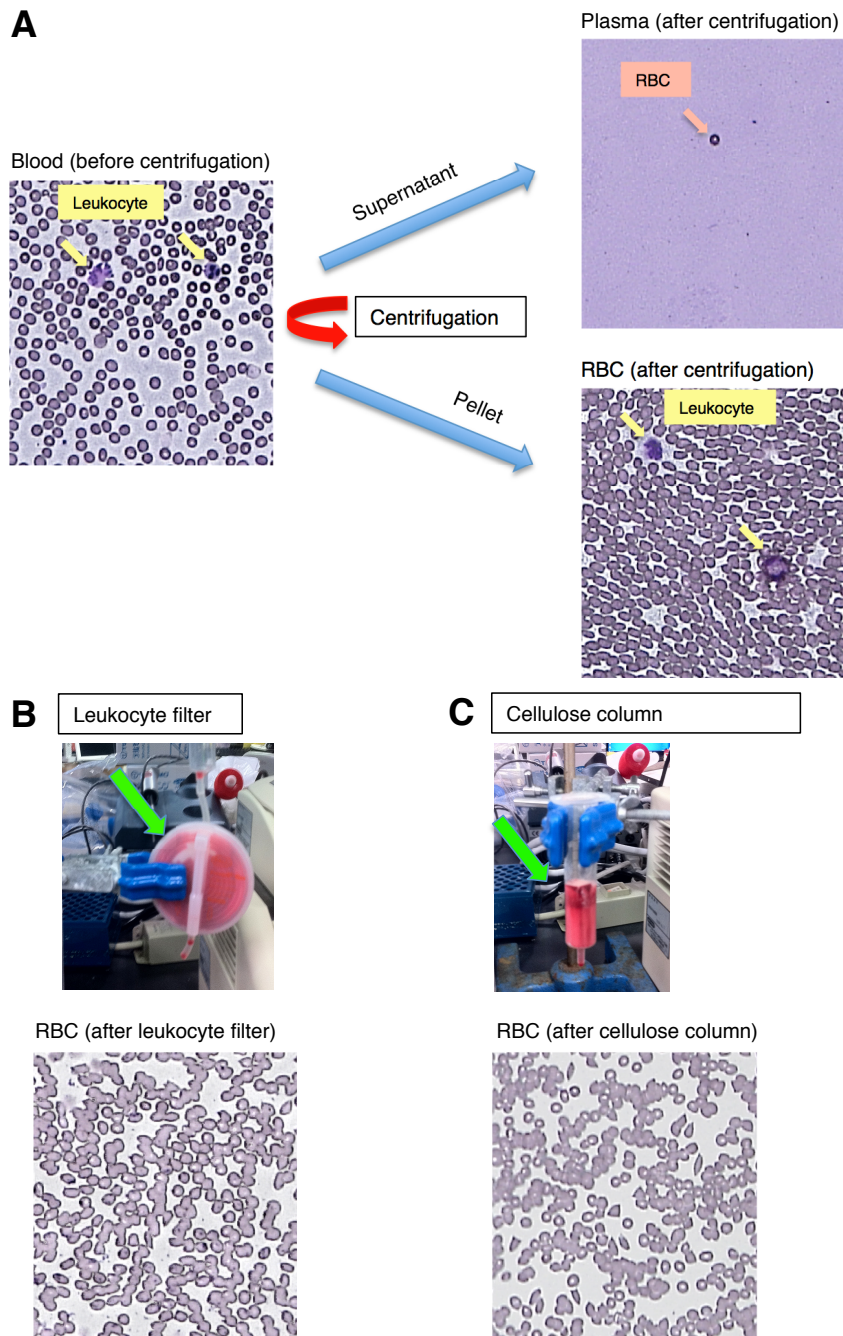 A
Plasma (after centrifugation)
RBC
Blood (before centrifugation)
Leukocyte
Supernatant
Centrifugation
Pellet
RBC (after centrifugation)
Leukocyte
B
Leukocyte filter
C
Cellulose column
RBC (after leukocyte filter)
RBC (after cellulose column)